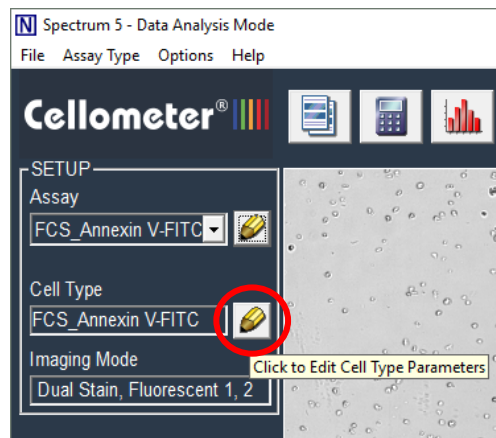 Spectrum 5 - Data Analysis Mode
File Assay Type Options Help
Cellometer®
SETUP
Assay
FCS_Annexin V-FITC
Cell Type
FCS_Annexin V-FITC
Imaging Mode
Click to Edit Cell Type Parameters
Dual Stain, Fluorescent 1, 2